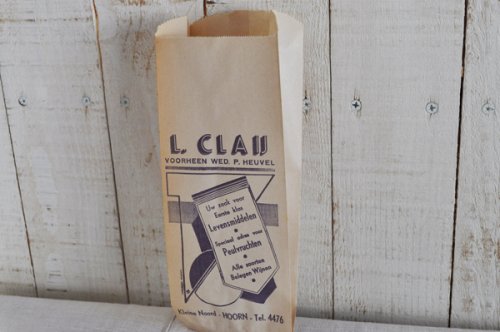 L. CLAIJ
VOORHEEN WED. P. HEUVEL
Uw zaak voor
Eerste klas
Levensmiddelen
Speciaal adres voor
Peulvruchten
Alle soorten
Belegen Wijnen
Kleine Noord - HOORN - Tel. 4476